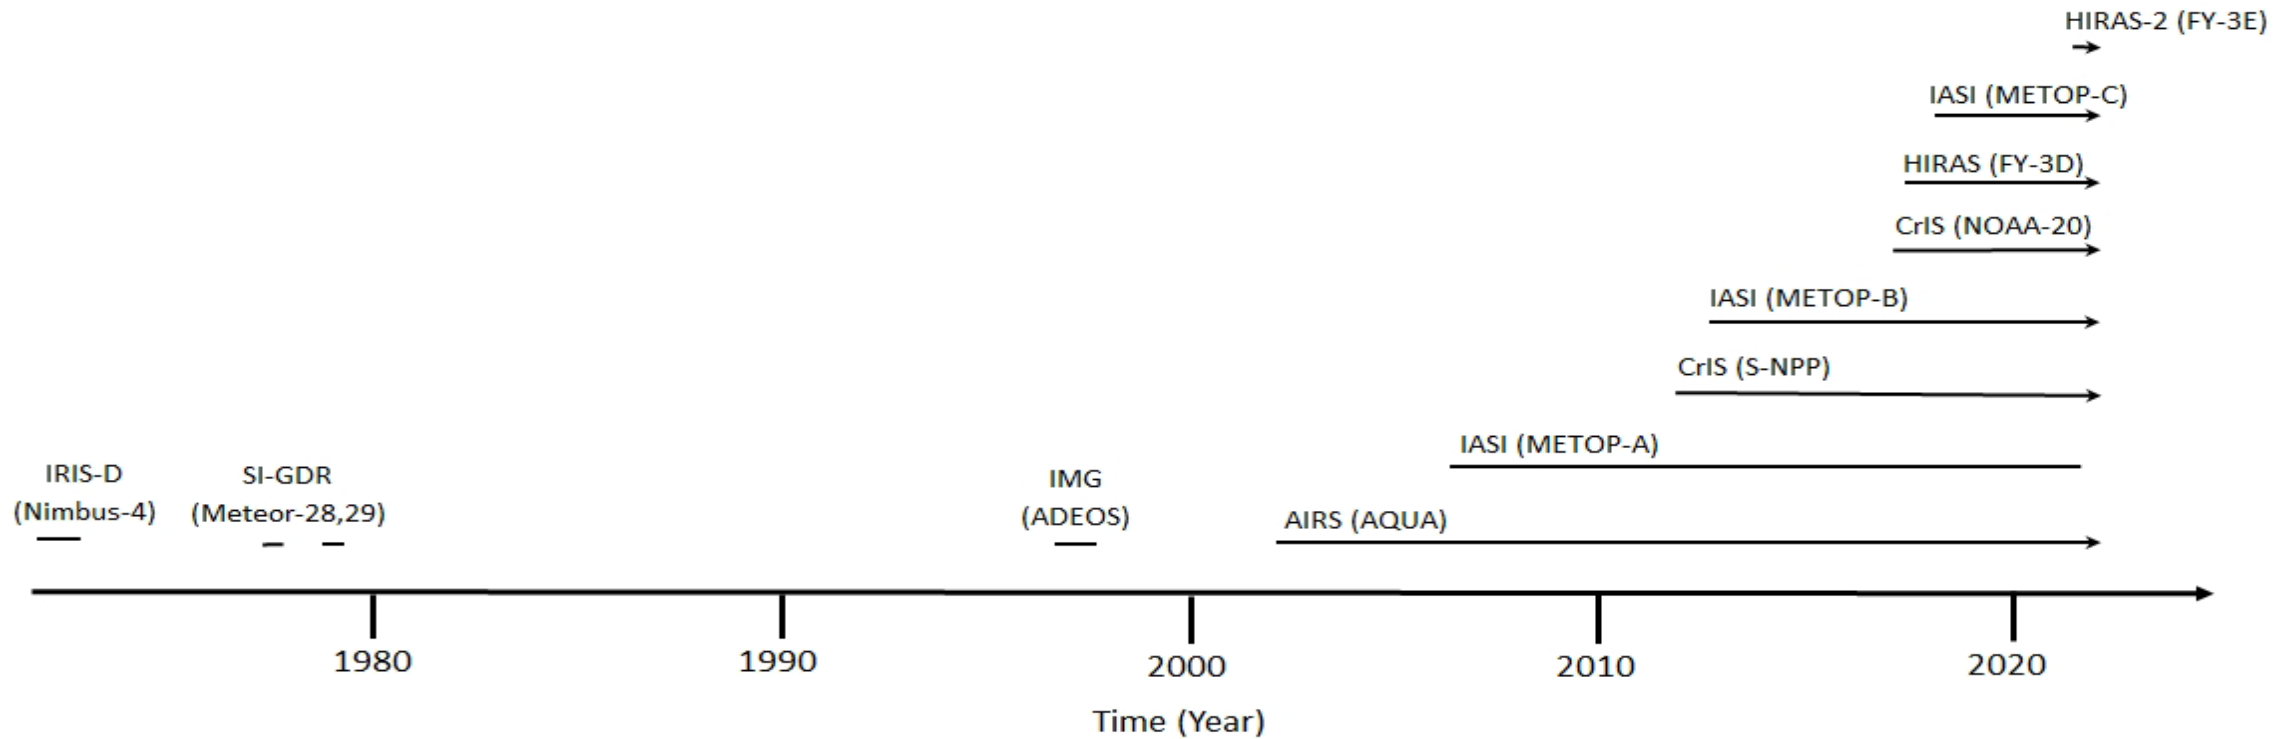 HIRAS-2 (FY-3E)
IASI (METOP-C)
HIRAS (FY-3D)
CrIS (NOAA-20)
IASI (METOP-B)
CrIS (S-NPP)
IASI (METOP-A)
IRIS-D
(Nimbus-4)
SI-GDR
(Meteor-28,29)
IMG
(ADEOS)
AIRS (AQUA)
1980
1990
2000
2010
2020
Time (Year)